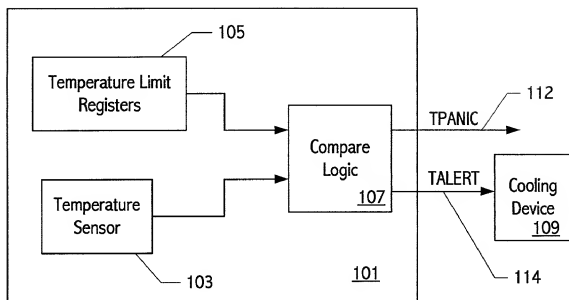 105
Temperature Limit
Registers
112
TPANIC
Compare
Logic
107
TALERT
Cooling
Device
109
Temperature
Sensor
103
101
114